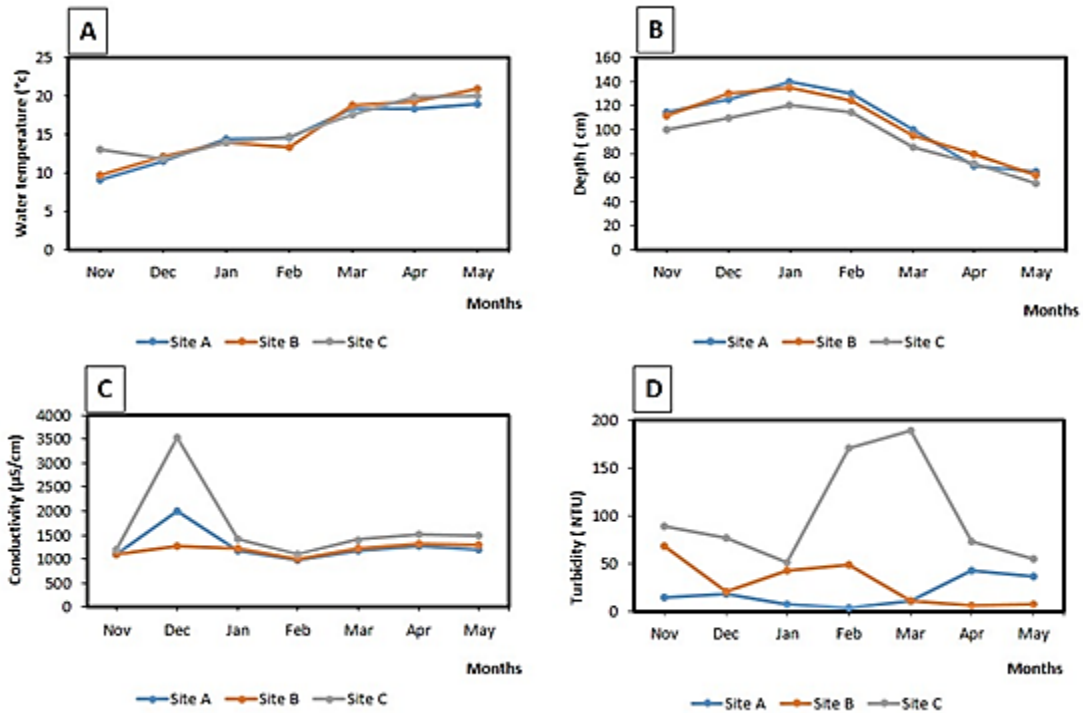 A
Water temperature (°c)
25
20
15
10
5
0
Nov Dec Jan Feb Mar Apr May
Months
Site A Site B Site C
B
Depth ( cm)
160
140
120
100
80
60
40
20
0
Nov Dec Jan Feb Mar Apr May
Months
Site A Site B Site C
C
Conductivity (µS/cm)
4000
3500
3000
2500
2000
1500
1000
500
0
Nov Dec Jan Feb Mar Apr May
Months
Site A Site B Site C
D
Turbidity ( NTU)
200
150
100
50
0
Nov Dec Jan Feb Mar Apr May
Months
Site A Site B Site C